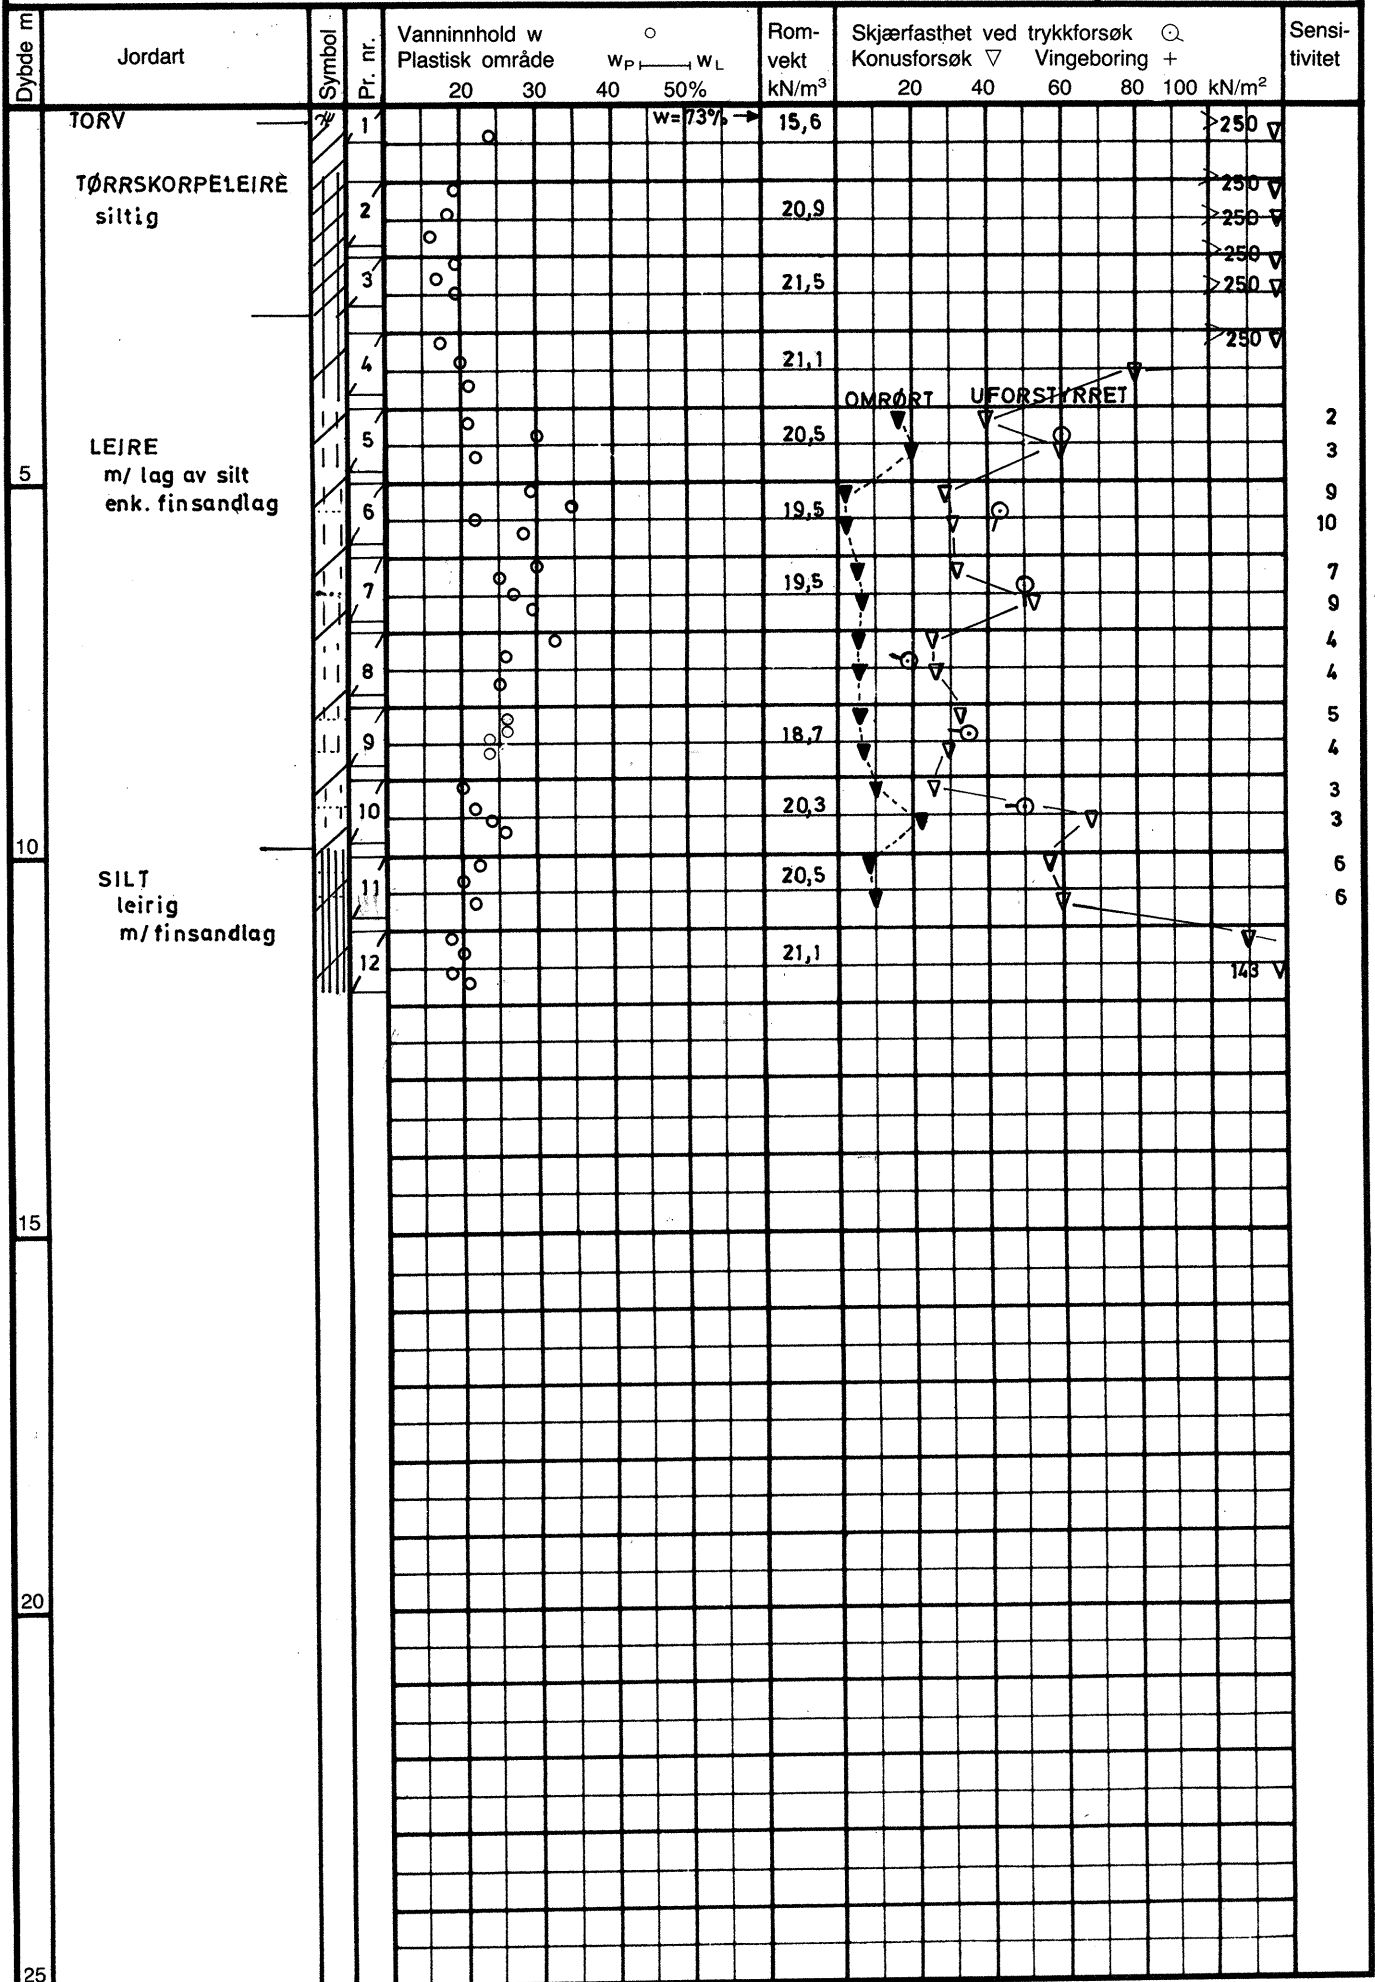 Dybde m
Jordart
Symbol
Pr. nr.
Vanninnhold w
Plastisk område wP wL
20 30 40 50%
Rom-
vekt
kN/m³
Skjærfasthet ved trykkforsøk
Konusforsøk ▽ Vingeboring +
20 40 60 80 100 kN/m²
Sensi-
tivitet
TORV
1
w=73% →
15,6
>250
TØRRSKORPELEIRE
siltig
>250
2
20,9
>250
>250
3
21,5
>250
>250
4
21,1
OMRØRT UFORSTYRRET
2
LEIRE
5
20,5
3
5
m/ lag av silt
enk. finsandlag
9
6
19,5
10
7
7
19,5
9
4
8
4
5
9
18,7
4
3
10
20,3
3
10
6
SILT
leirig
m/finsandlag
11
20,5
6
12
21,1
143
15
20
25